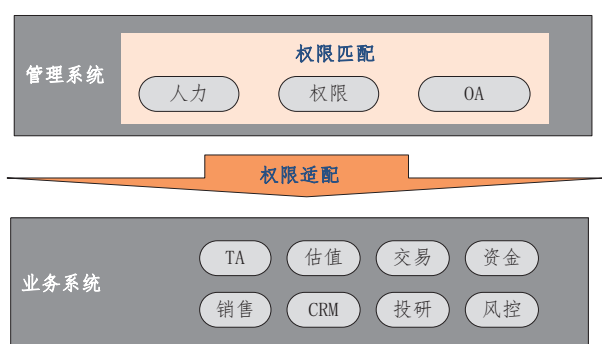 权限匹配
管理系统
人力 权限 OA
权限适配
TA 估值 交易 资金
业务系统
销售 CRM 投研 风控